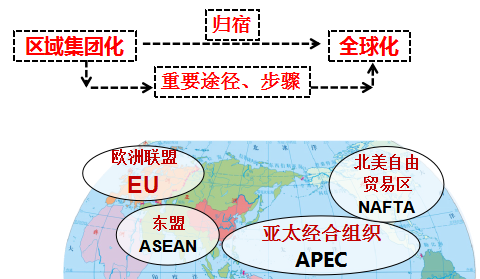 归宿
区域集团化
全球化
重要途径、步骤
欧洲联盟
EU
北美自由
贸易区
NAFTA
东盟
ASEAN
亚太经合组织
APEC